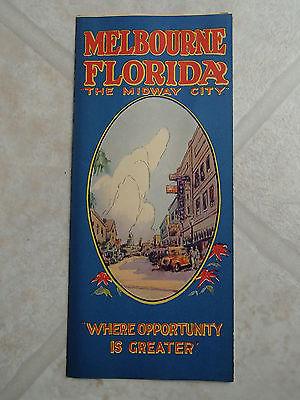 MELBOURNE
FLORIDA
"THE MIDWAY CITY"
"WHERE OPPORTUNITY
IS GREATER"